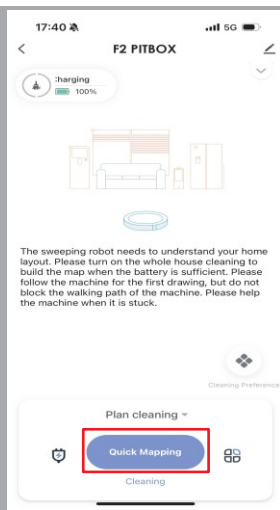 17:40
5G
F2 PITBOX
Charging
100%
The sweeping robot needs to understand your home
layout. Please turn on the whole house cleaning to
build the map when the battery is sufficient. Please
follow the machine for the first drawing, but do not
block the walking path of the machine. Please help
the machine when it is stuck.
Cleaning Preference
Plan cleaning
Quick Mapping
Cleaning